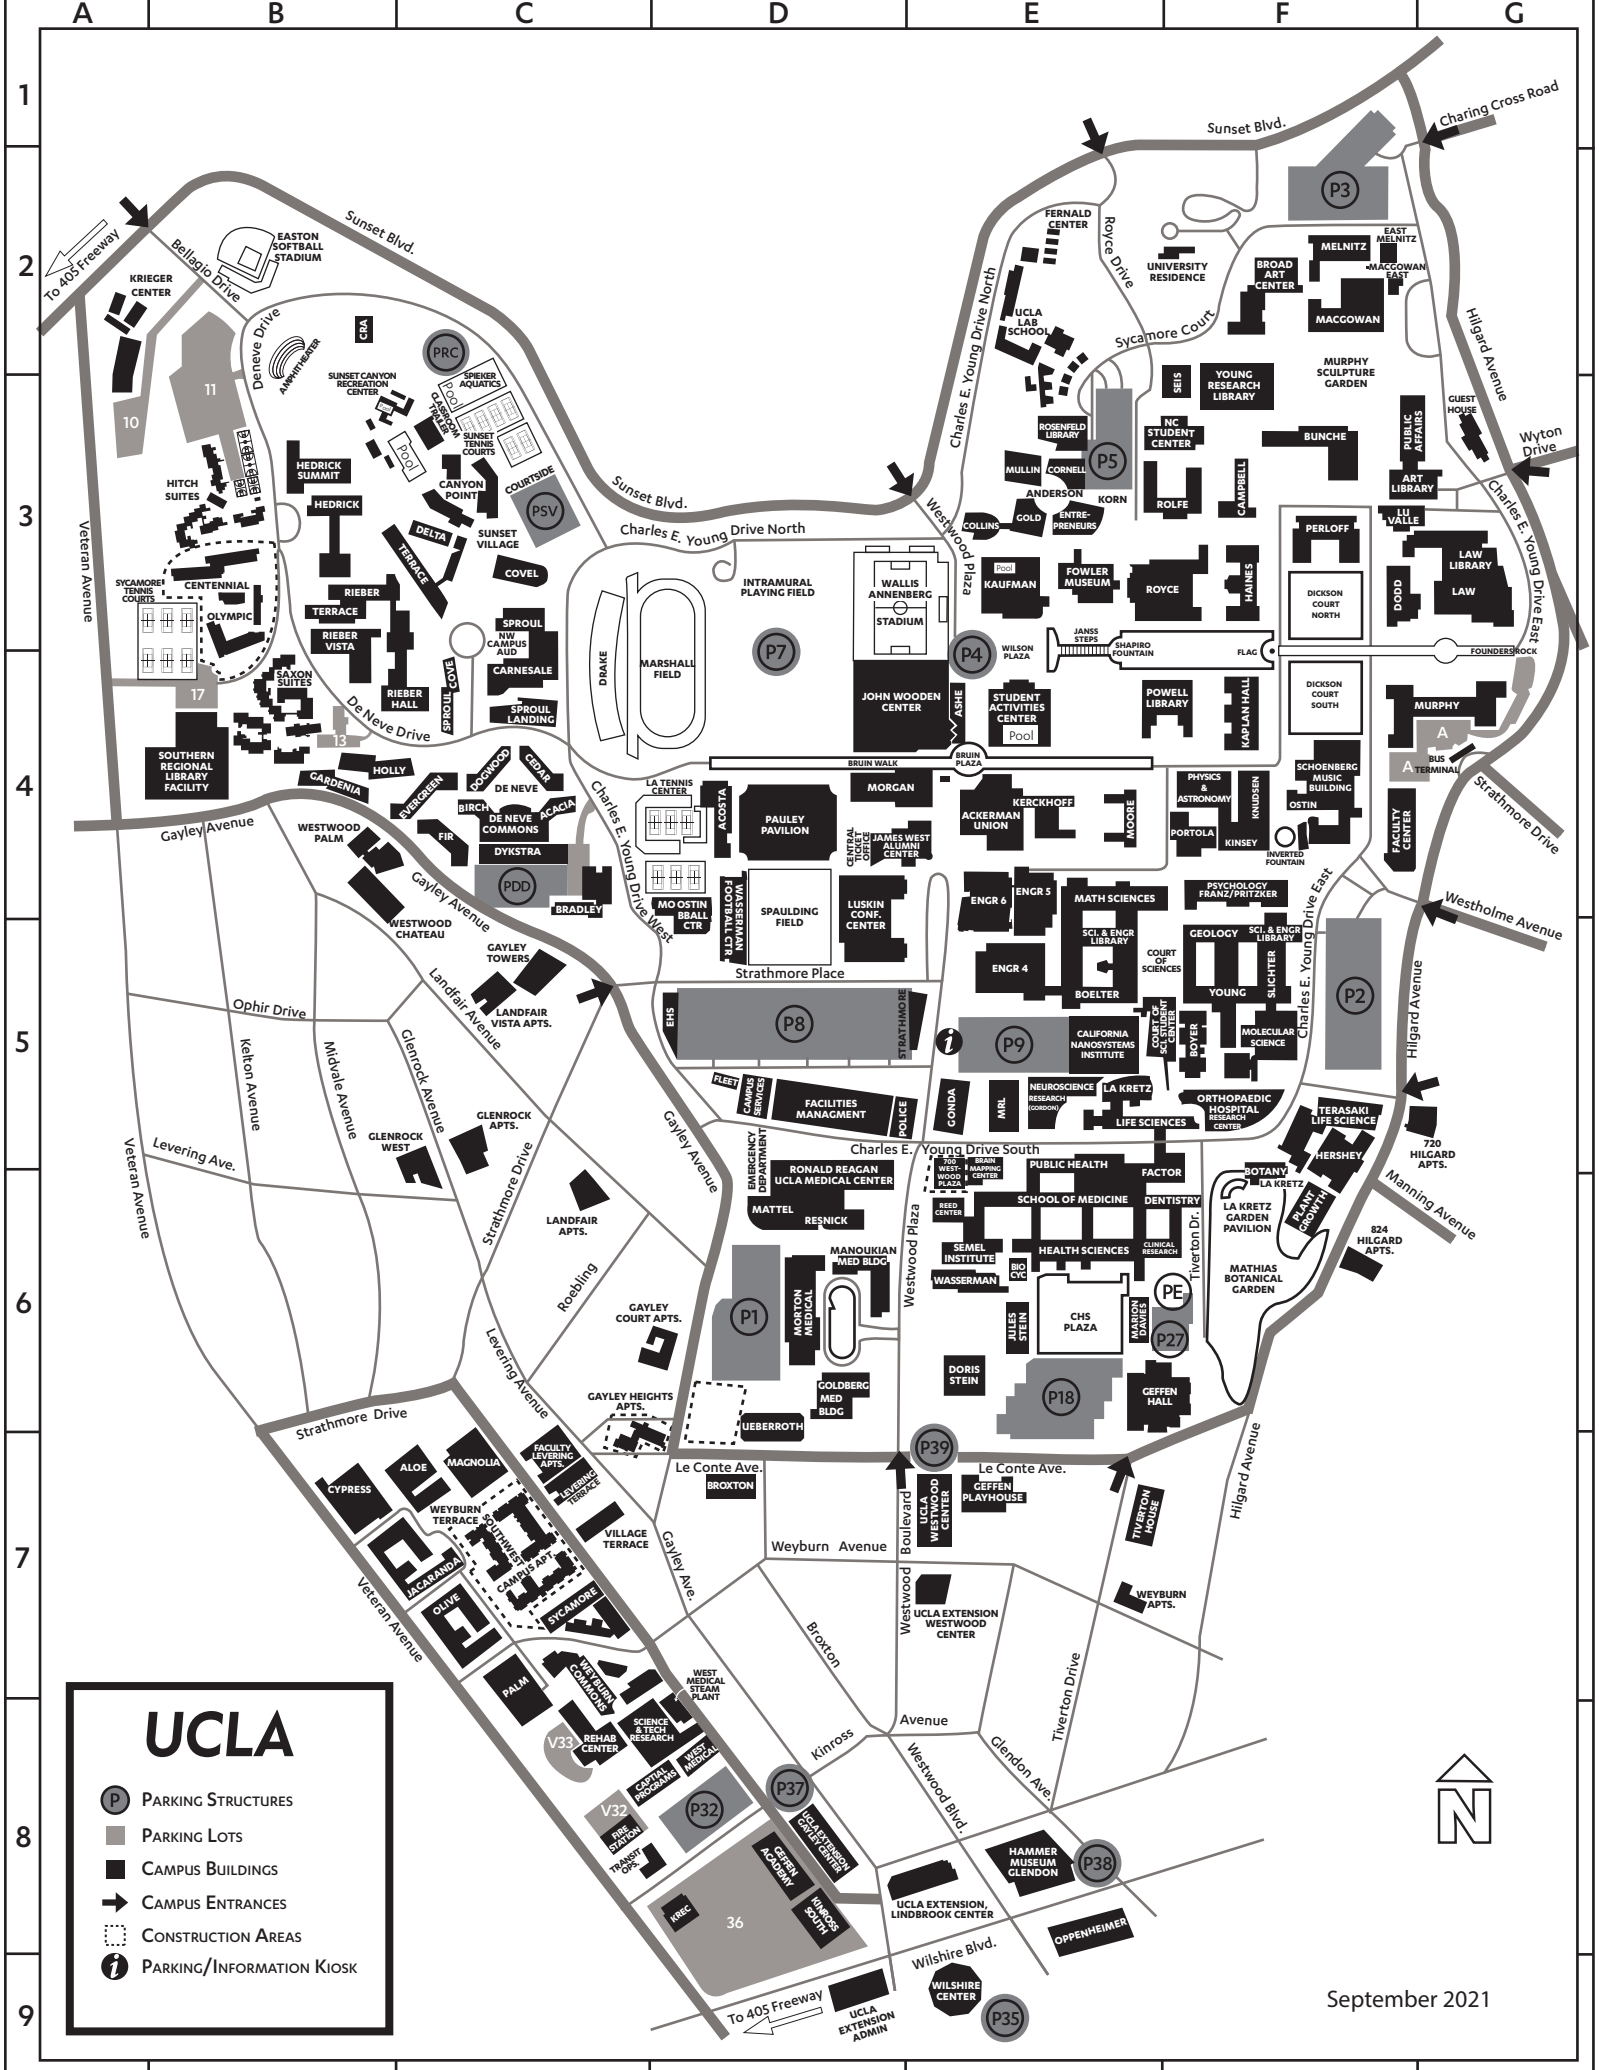 A
B
C
D
E
F
G
1
2
3
4
5
6
7
8
9
Sunset Blvd.
Charing Cross Road
P3
To 405 Freeway
Bellagio Drive
EASTON
SOFTBALL
STADIUM
Sunset Blvd.
KRIEGER
CENTER
Deneve Drive
AMPHITHEATER
CRA
PRC
FERNALD
CENTER
Royce Drive
UNIVERSITY
RESIDENCE
BROAD
ART
CENTER
MELNITZ
EAST
MELNITZ
MACGOWAN
EAST
MACGOWAN
UCLA
LAB
SCHOOL
Sycamore Court
Charles E. Young Drive North
Hilgard Avenue
MURPHY
SCULPTURE
GARDEN
11
10
SUNSET CANYON
RECREATION
CENTER
SPIEKER
AQUATICS
Pool
Pool
Pool
CLASSROOM
TRAILER
SUNSET
TENNIS
COURTS
COURTSIDE
PSV
CANYON
POINT
SUNSET
VILLAGE
HITCH
SUITES
HEDRICK
SUMMIT
HEDRICK
DELTA
TERRACE
COVEL
Sunset Blvd.
Charles E. Young Drive North
Westwood Plaza
SEIS
YOUNG
RESEARCH
LIBRARY
ROSENFELD
LIBRARY
P5
NC
STUDENT
CENTER
BUNCHE
PUBLIC
AFFAIRS
GUEST
HOUSE
Wyton
Drive
MULLIN
CORNELL
ANDERSON
KORN
COLLINS
GOLD
ENTRE-
PRENEURS
ROLFE
CAMPBELL
ART
LIBRARY
LU
VALLE
PERLOFF
LAW
LIBRARY
LAW
Charles E. Young Drive East
Veteran Avenue
SYCAMORE
TENNIS
COURTS
CENTENNIAL
OLYMPIC
RIEBER
TERRACE
RIEBER
VISTA
RIEBER
HALL
SPROUL
NW
CAMPUS
AUD
CARNESALE
SPROUL
COVE
SPROUL
LANDING
INTRAMURAL
PLAYING FIELD
WALLIS
ANNENBERG
STADIUM
Pool
KAUFMAN
FOWLER
MUSEUM
ROYCE
HAINES
DICKSON
COURT
NORTH
DODD
DRAKE
MARSHALL
FIELD
P7
P4
WILSON
PLAZA
JANSS
STEPS
SHAPIRO
FOUNTAIN
FLAG
FOUNDERS ROCK
17
SAXON
SUITES
13
De Neve Drive
SOUTHERN
REGIONAL
LIBRARY
FACILITY
JOHN WOODEN
CENTER
ASHE
STUDENT
ACTIVITIES
CENTER
Pool
POWELL
LIBRARY
KAPLAN HALL
DICKSON
COURT
SOUTH
MURPHY
A
A
BUS
TERMINAL
Strathmore Drive
GARDENIA
HOLLY
EVERGREEN
DOGWOOD
CEDAR
DE NEVE
BIRCH
ACACIA
DE NEVE
COMMONS
FIR
DYKSTRA
PDD
BRADLEY
Gayley Avenue
WESTWOOD
PALM
WESTWOOD
CHATEAU
Gayley Avenue
Charles E. Young Drive West
BRUIN WALK
BRUIN
PLAZA
LA TENNIS
CENTER
ACOSTA
PAULEY
PAVILION
MORGAN
CENTRAL
TICKET
OFFICE
JAMES WEST
ALUMNI
CENTER
ACKERMAN
UNION
KERCKHOFF
MOORE
PHYSICS
&
ASTRONOMY
KNUDSEN
PORTOLA
KINSEY
SCHOENBERG
MUSIC
BUILDING
OSTIN
INVERTED
FOUNTAIN
FACULTY
CENTER
MO OSTIN
BBALL
CTR
WASSERMAN
FOOTBALL CTR
SPAULDING
FIELD
LUSKIN
CONF.
CENTER
ENGR 6
ENGR 5
MATH SCIENCES
PSYCHOLOGY
FRANZ/PRITZKER
Westholme Avenue
GAYLEY
TOWERS
LANDFAIR
VISTA APTS.
Landfair Avenue
Strathmore Place
ENGR 4
SCI. & ENGR
LIBRARY
BOELTER
COURT
OF
SCIENCES
GEOLOGY
SCI. & ENGR
LIBRARY
YOUNG
SLICHTER
Charles E. Young Drive East
P2
Hilgard Avenue
Ophir Drive
Kelton Avenue
Midvale Avenue
Glenrock Avenue
EHS
P8
STRATHMORE
i
P9
CALIFORNIA
NANOSYSTEMS
INSTITUTE
COURT OF
SCI. STUDENT
CENTER
BOYER
MOLECULAR
SCIENCE
FLEET
CAMPUS
SERVICES
FACILITIES
MANAGMENT
POLICE
GONDA
MRL
NEUROSCIENCE
RESEARCH
(GORDON)
LA KRETZ
LIFE SCIENCES
ORTHOPAEDIC
HOSPITAL
RESEARCH
CENTER
TERASAKI
LIFE SCIENCE
HERSHEY
720
HILGARD
APTS.
Levering Ave.
GLENROCK
WEST
GLENROCK
APTS.
Strathmore Drive
Gayley Avenue
Charles E. Young Drive South
EMERGENCY
DEPARTMENT
RONALD REAGAN
UCLA MEDICAL CENTER
MATTEL
RESNICK
700
WEST-
WOOD
PLAZA
BRAIN
MAPPING
CENTER
REED
CENTER
PUBLIC HEALTH
FACTOR
SCHOOL OF MEDICINE
DENTISTRY
HEALTH SCIENCES
CLINICAL
RESEARCH
Tiverton Dr.
BOTANY
LA KRETZ
LA KRETZ
GARDEN
PAVILION
PLANT
GROWTH
Manning Avenue
824
HILGARD
APTS.
MATHIAS
BOTANICAL
GARDEN
Veteran Avenue
LANDFAIR
APTS.
Roebling
Westwood Plaza
MANOUKIAN
MED BLDG
SEMEL
INSTITUTE
WASSERMAN
BIO
CYC
PE
P27
MARION
DAVIES
CHS
PLAZA
JULES
STEIN
GAYLEY
COURT APTS.
P1
MORTON
MEDICAL
GOLDBERG
MED
BLDG
UEBERROTH
DORIS
STEIN
P18
GEFFEN
HALL
Levering Avenue
GAYLEY HEIGHTS
APTS.
Strathmore Drive
P39
Le Conte Ave.
Le Conte Ave.
BROXTON
UCLA
WESTWOOD
CENTER
GEFFEN
PLAYHOUSE
TIVERTON
HOUSE
Hilgard Avenue
CYPRESS
ALOE
MAGNOLIA
FACULTY
LEVERING
APTS.
LEVERING
TERRACE
WEYBURN
TERRACE
SOUTHWEST
CAMPUS APT.
VILLAGE
TERRACE
JACARANDA
OLIVE
SYCAMORE
Veteran Avenue
Gayley Ave.
Weyburn Avenue
Westwood Boulevard
UCLA EXTENSION
WESTWOOD
CENTER
WEYBURN
APTS.
Broxton
Tiverton Drive
PALM
WEYBURN
COMMONS
WEST
MEDICAL
STEAM
PLANT
V33
REHAB
CENTER
SCIENCE
& TECH
RESEARCH
WEST
MEDICAL
CAPTIAL
PROGRAMS
V32
FIRE
STATION
TRANSIT
OPS.
P32
P37
Kinross
Avenue
Westwood Blvd.
Glendon Ave.
UCLA EXTENSION
GAYLEY CENTER
GEFFEN
ACADEMY
KINROSS
SOUTH
KREC
36
HAMMER
MUSEUM
GLENDON
P38
UCLA EXTENSION,
LINDBROOK CENTER
OPPENHEIMER
Wilshire Blvd.
WILSHIRE
CENTER
P35
To 405 Freeway
UCLA
EXTENSION
ADMIN
UCLA
P PARKING STRUCTURES
PARKING LOTS
CAMPUS BUILDINGS
CAMPUS ENTRANCES
CONSTRUCTION AREAS
i PARKING/INFORMATION KIOSK
N
September 2021